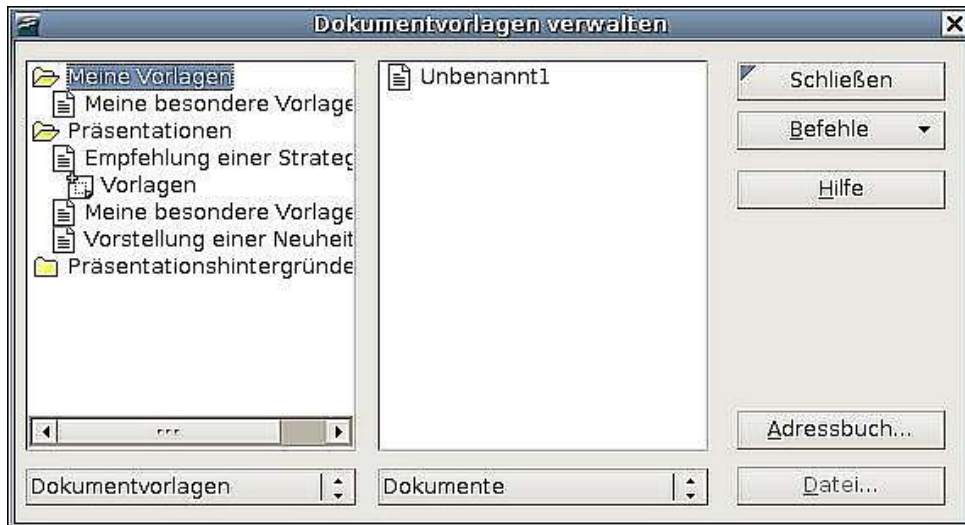 Dokumentvorlagen verwalten
Meine Vorlagen
Meine besondere Vorlage
Präsentationen
Empfehlung einer Strateg
Vorlagen
Meine besondere Vorlage
Vorstellung einer Neuheit
Präsentationshintergründe
Unbenannt1
Schließen
Befehle
Hilfe
Adressbuch...
Dokumentvorlagen
Dokumente
Datei...